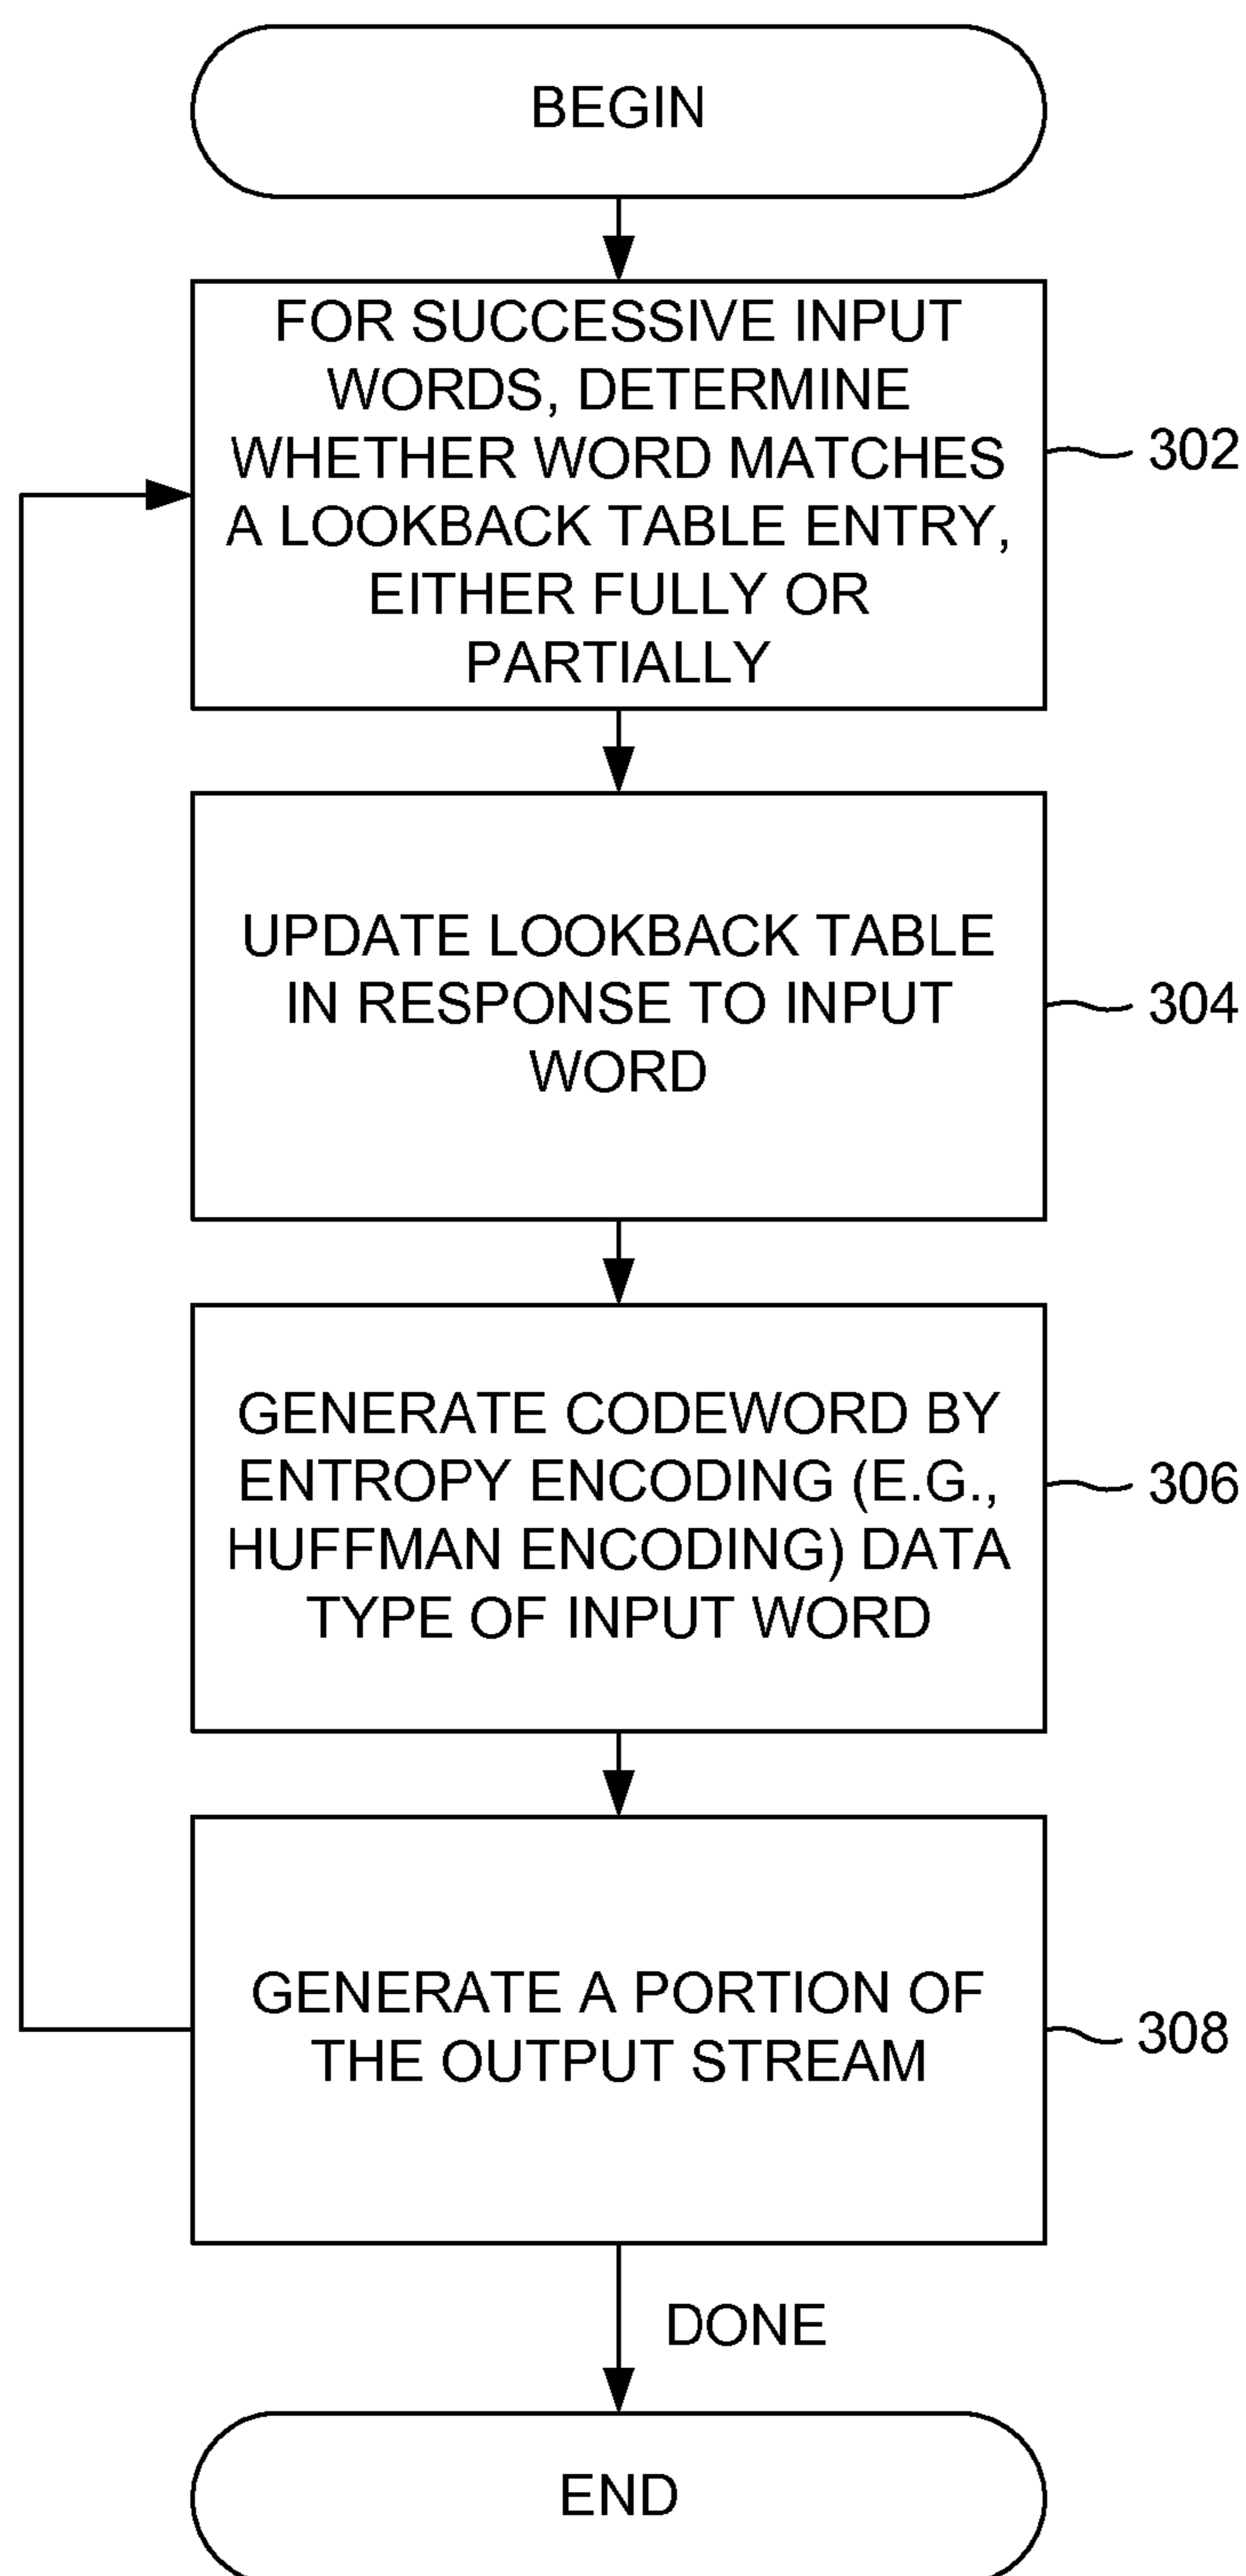 BEGIN
FOR SUCCESSIVE INPUT
WORDS, DETERMINE
WHETHER WORD MATCHES
A LOOKBACK TABLE ENTRY,
EITHER FULLY OR
PARTIALLY
302
UPDATE LOOKBACK TABLE
IN RESPONSE TO INPUT
WORD
304
GENERATE CODEWORD BY
ENTROPY ENCODING (E.G.,
HUFFMAN ENCODING) DATA
TYPE OF INPUT WORD
306
GENERATE A PORTION OF
THE OUTPUT STREAM
308
DONE
END